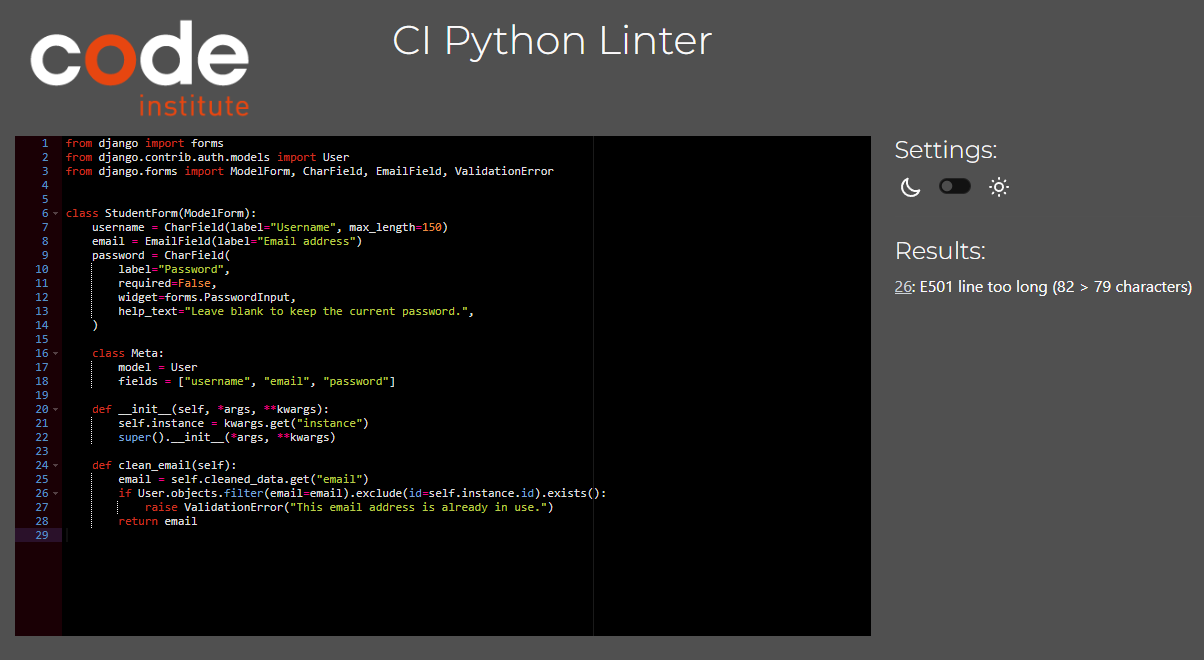 code
institute
CI Python Linter
1 from django import forms
2 from django.contrib.auth.models import User
3 from django.forms import ModelForm, CharField, EmailField, ValidationError
4
5
6 class StudentForm(ModelForm):
7     username = CharField(label="Username", max_length=150)
8     email = EmailField(label="Email address")
9     password = CharField(
10         label="Password",
11         required=False,
12         widget=forms.PasswordInput,
13         help_text="Leave blank to keep the current password.",
14     )
15
16     class Meta:
17         model = User
18         fields = ["username", "email", "password"]
19
20     def __init__(self, *args, **kwargs):
21         self.instance = kwargs.get("instance")
22         super().__init__(*args, **kwargs)
23
24     def clean_email(self):
25         email = self.cleaned_data.get("email")
26         if User.objects.filter(email=email).exclude(id=self.instance.id).exists():
27             raise ValidationError("This email address is already in use.")
28         return email
29
Settings:
Results:
26: E501 line too long (82 > 79 characters)